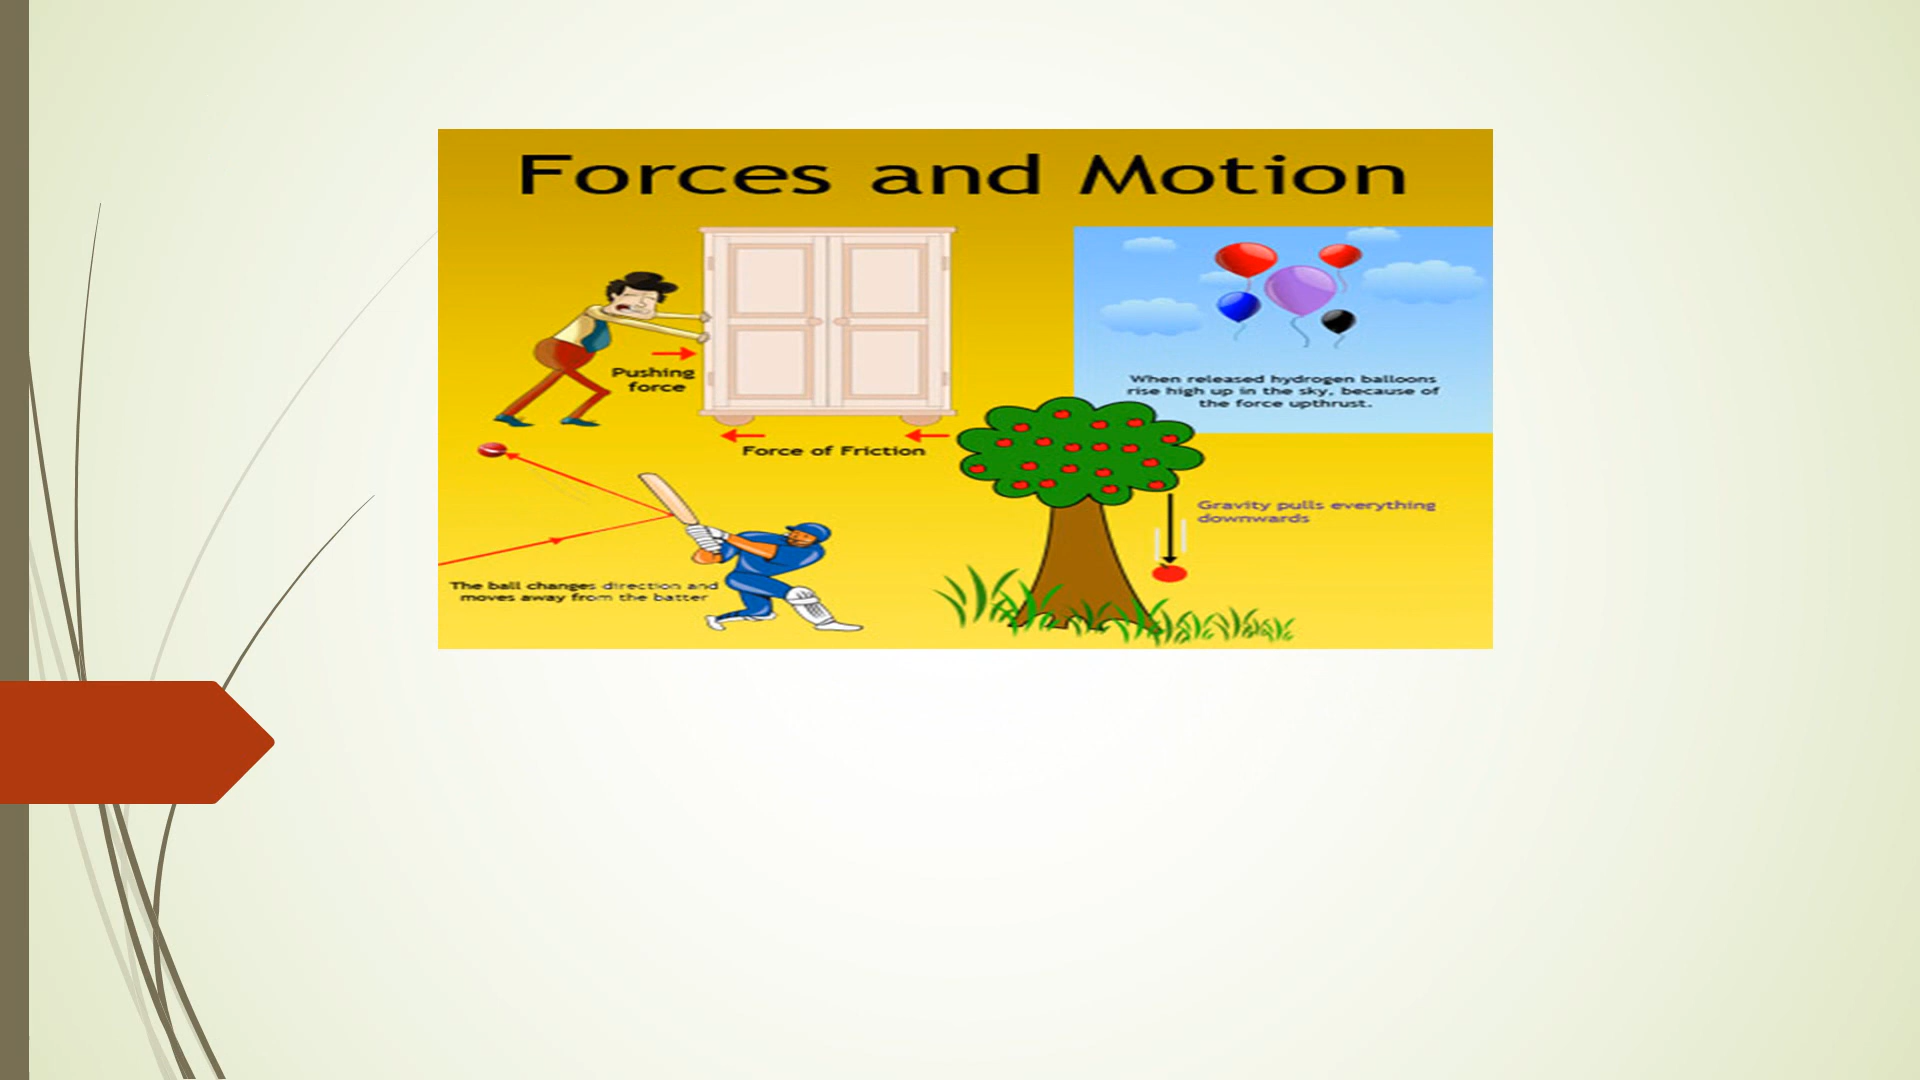 Forces and Motion
Pushing
force
Force of Friction
When released hydrogen balloons
rise high up in the sky, because of
the force upthrust.
Gravity pulls everything
downwards
The ball changes direction and
moves away from the batter